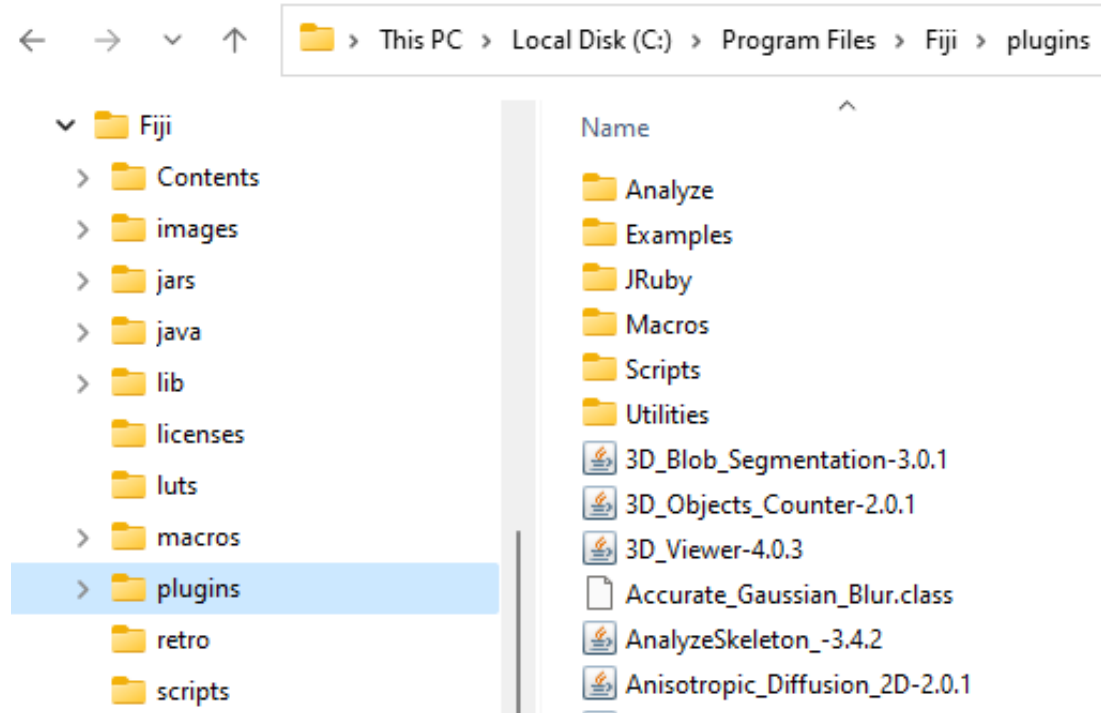 This PC > Local Disk (C:) > Program Files > Fiji > plugins
Fiji
Contents
images
jars
java
lib
licenses
luts
macros
plugins
retro
scripts
Name
Analyze
Examples
JRuby
Macros
Scripts
Utilities
3D_Blob_Segmentation-3.0.1
3D_Objects_Counter-2.0.1
3D_Viewer-4.0.3
Accurate_Gaussian_Blur.class
AnalyzeSkeleton_-3.4.2
Anisotropic_Diffusion_2D-2.0.1